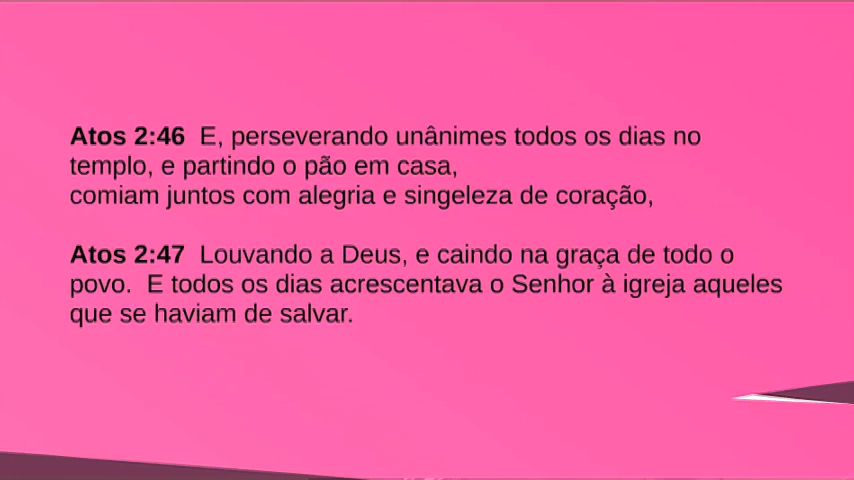 Atos 2:46  E, perseverando unânimes todos os dias no
templo, e partindo o pão em casa,
comiam juntos com alegria e singeleza de coração,
Atos 2:47  Louvando a Deus, e caindo na graça de todo o
povo.  E todos os dias acrescentava o Senhor à igreja aqueles
que se haviam de salvar.